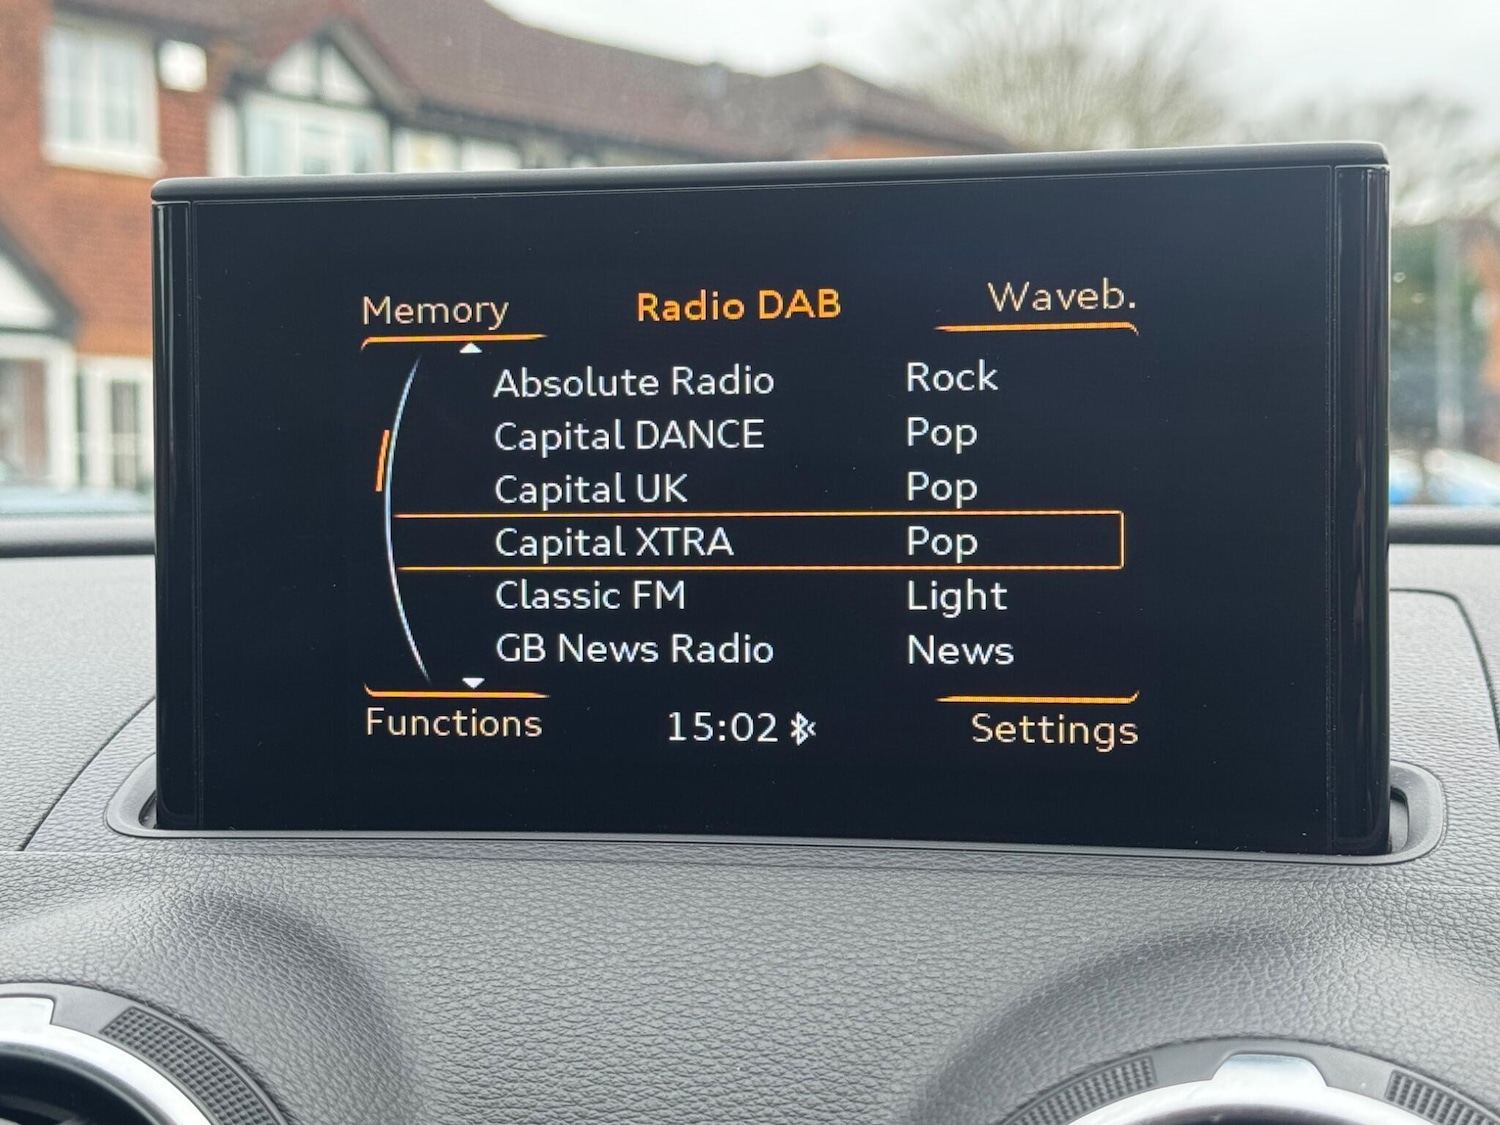 Memory Radio DAB Waveb.
Absolute Radio Rock
Capital DANCE Pop
Capital UK Pop
Capital XTRA Pop
Classic FM Light
GB News Radio News
Functions 15:02 Settings